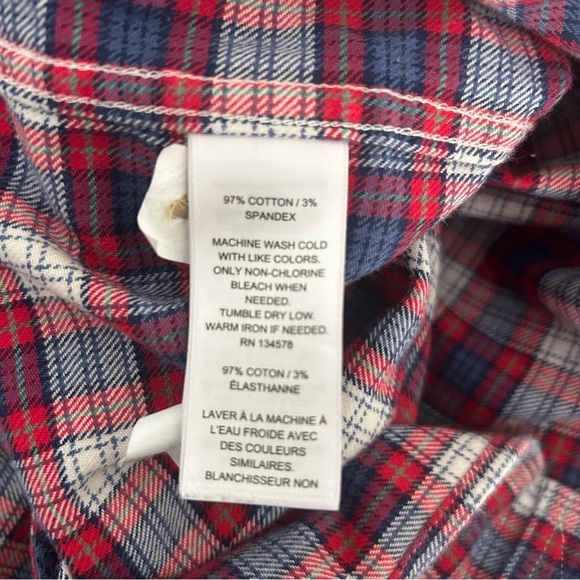 97% COTTON / 3%
SPANDEX
MACHINE WASH COLD
WITH LIKE COLORS.
ONLY NON-CHLORINE
BLEACH WHEN
NEEDED.
TUMBLE DRY LOW.
WARM IRON IF NEEDED.
RN 134578
97% COTON / 3%
ÉLASTHANNE
LAVER À LA MACHINE À
L'EAU FROIDE AVEC
DES COULEURS
SIMILAIRES.
BLANCHISSEUR NON